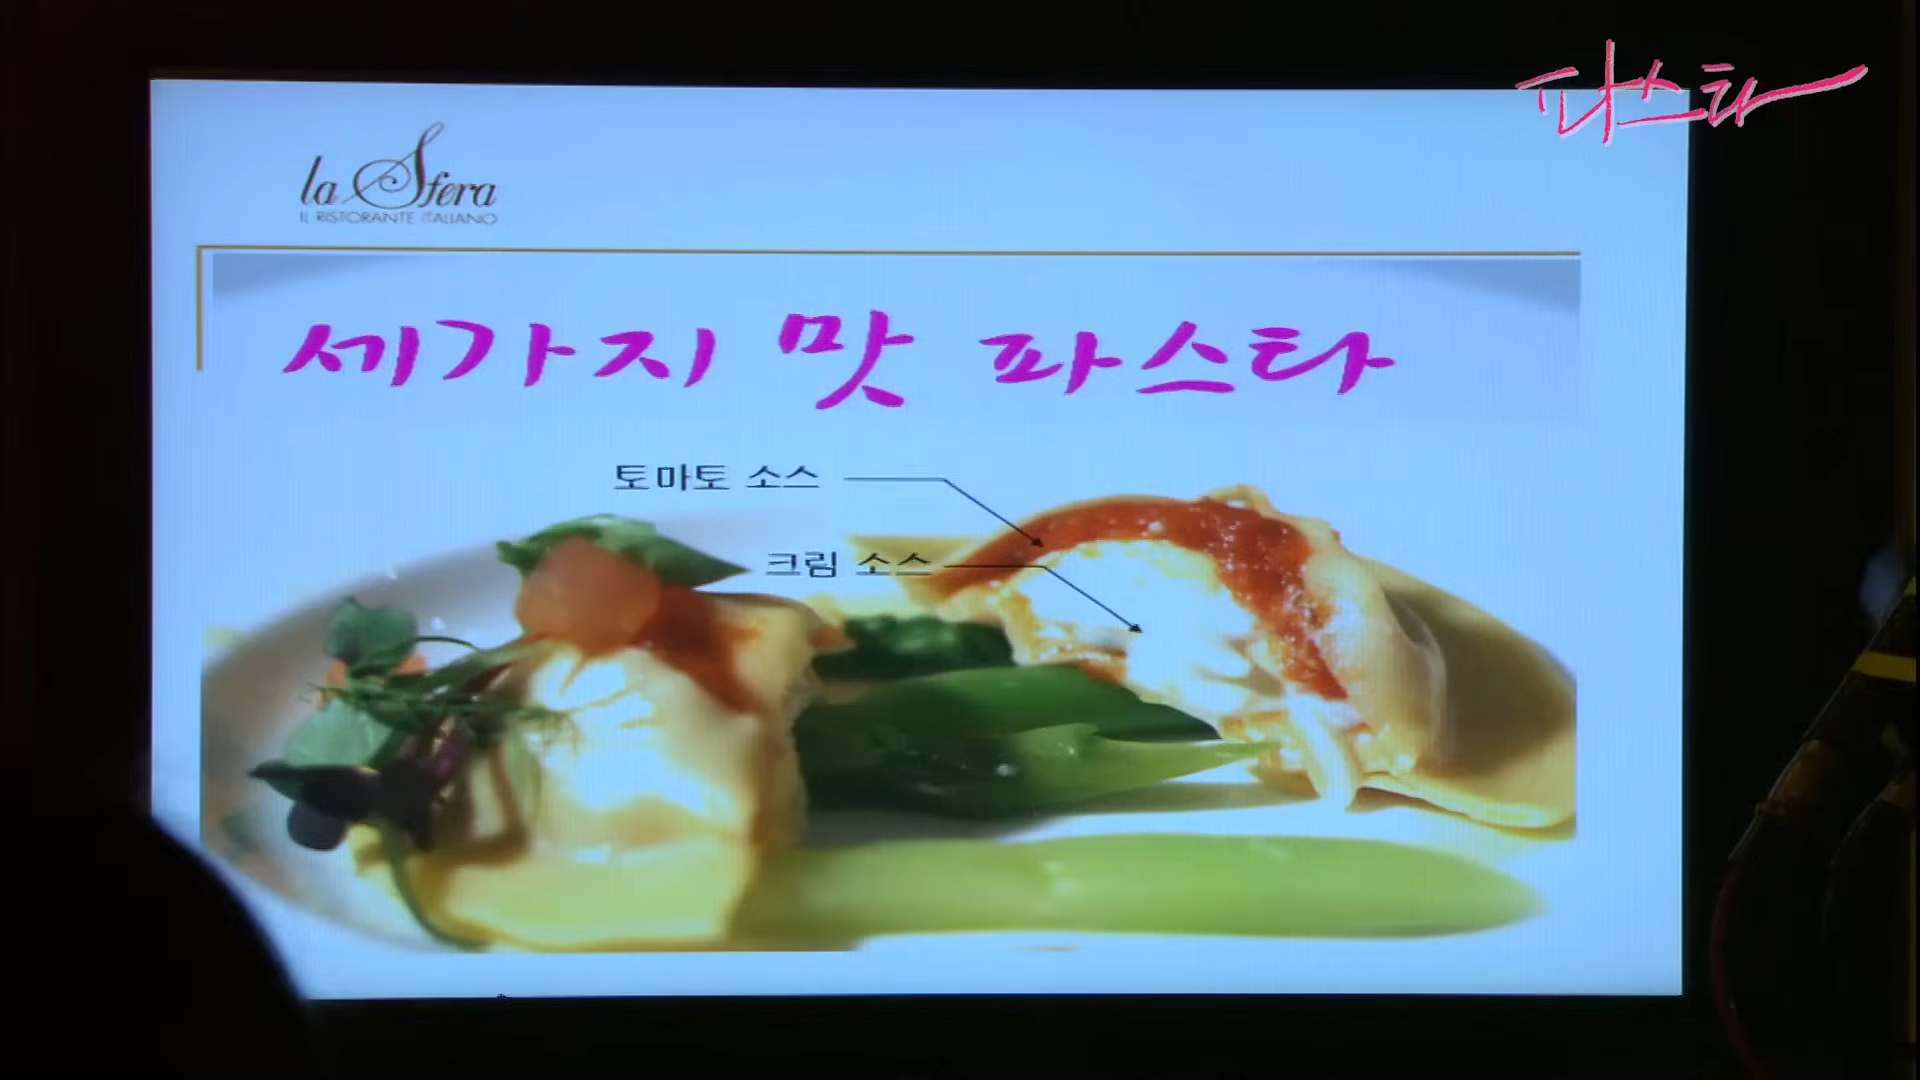 파스타
la Sfera
IL RISTORANTE ITALIANO
세가지 맛 파스타
토마토 소스
크림 소스